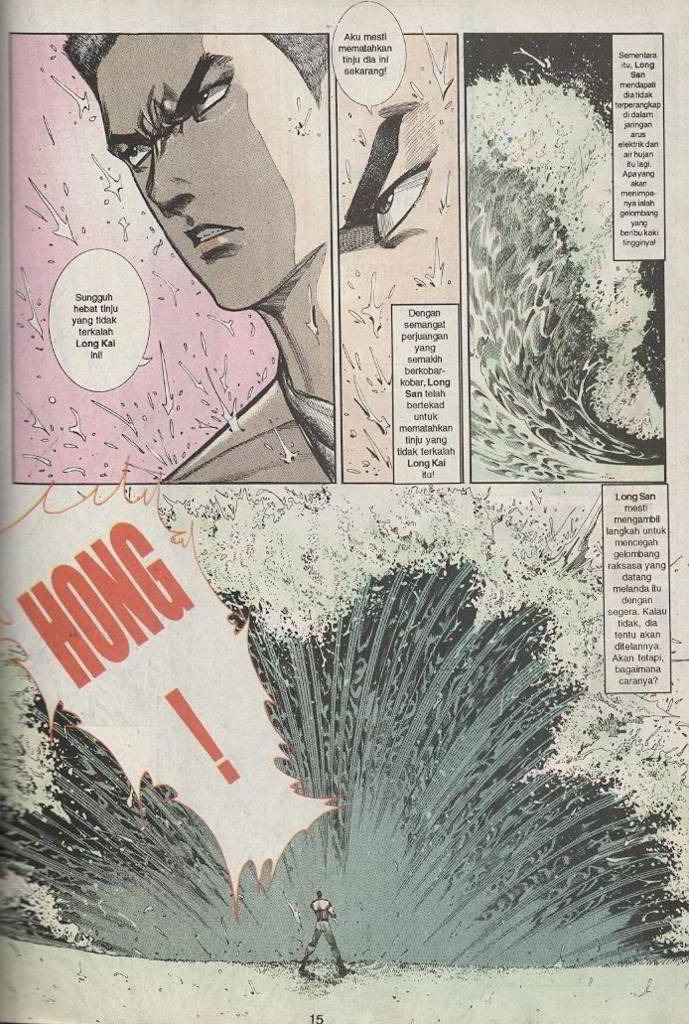 Sungguh
hebat tinju
yang tidak
terkalah
Long Kai
ini!
Aku mesti
mematahkan
tinju dia ini
sekarang!
Dengan
semangat
perjuangan
yang
semakih
berkobar-
kobar, Long
San telah
bertekad
untuk
mematahkan
tinju yang
tidak terkalah
Long Kai
itu!
Sementara
itu, Long
San
mendapati
dia tidak
terperangkap
di dalam
jaringan
arus
elektrik dan
air hujan
itu lagi.
Apa yang
akan
menimpa-
nya ialah
gelombang
yang
beribu kaki
tingginya!
HONG
!
Long San
mesti
mengambil
langkah untuk
mencegah
gelombang
raksasa yang
datang
melanda itu
dengan
segera. Kalau
tidak, dia
tentu akan
ditelannya.
Akan tetapi,
bagaimana
caranya?
15